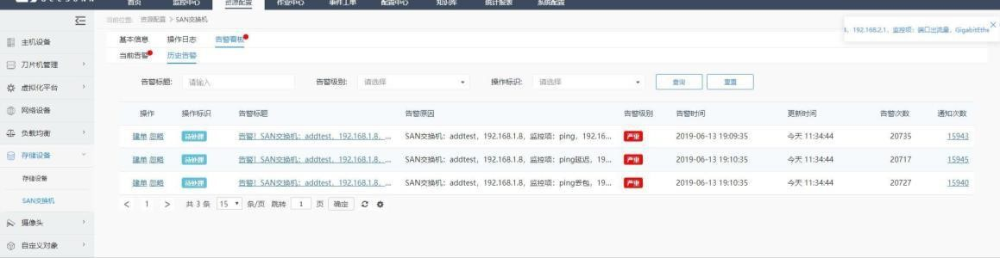 首页 监控中心 资源配置 作业中心 事件工单 配置中心 知识库 统计报表 系统配置
当前位置: 资源配置 > SAN交换机
192.168.2.1，监控项：端口出流量，GigabitEthe
主机设备
刀片机管理
虚拟化平台
网络设备
负载均衡
存储设备
存储设备
SAN交换机
摄像头
自定义对象
基本信息 操作日志 告警看板
当前告警 历史告警
告警标题: 请输入 告警级别: 请选择 操作标识: 请选择 查询 重置
操作 操作标识 告警标题 告警原因 告警级别 告警时间 更新时间 告警次数 通知次数
建单 忽略 待处理 告警！SAN交换机：addtest，192.168.1.8，... SAN交换机：addtest，192.168.1.8，监控项：ping，192.16... 严重 2019-06-13 19:09:35 今天 11:34:44 20735 15943
建单 忽略 待处理 告警！SAN交换机：addtest，192.168.1.8，... SAN交换机：addtest，192.168.1.8，监控项：ping延迟，19... 严重 2019-06-13 19:10:35 今天 11:34:44 20717 15945
建单 忽略 待处理 告警！SAN交换机：addtest，192.168.1.8，... SAN交换机：addtest，192.168.1.8，监控项：ping丢包，19... 严重 2019-06-13 19:10:35 今天 11:34:44 20727 15940
< 1 > 共 3 条 15 条/页 跳转 1 页 确定